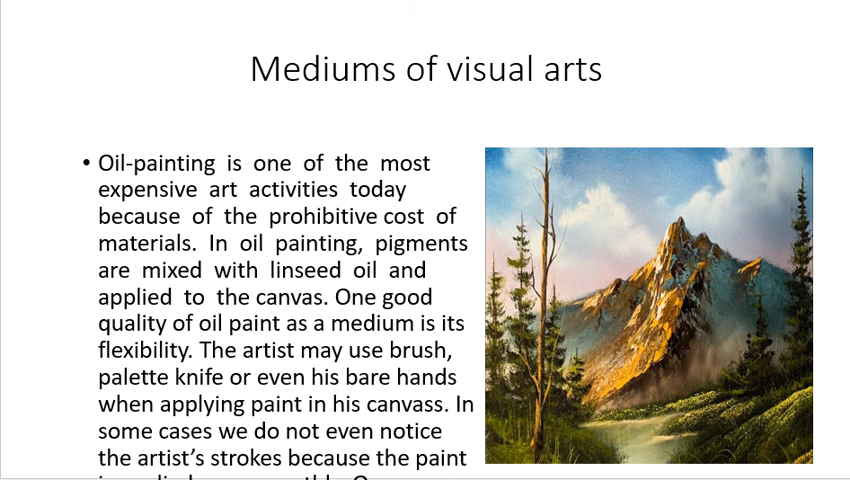 Mediums of visual arts
• Oil-painting is one of the most
expensive art activities today
because of the prohibitive cost of
materials. In oil painting, pigments
are mixed with linseed oil and
applied to the canvas. One good
quality of oil paint as a medium is its
flexibility. The artist may use brush,
palette knife or even his bare hands
when applying paint in his canvass. In
some cases we do not even notice
the artist’s strokes because the paint